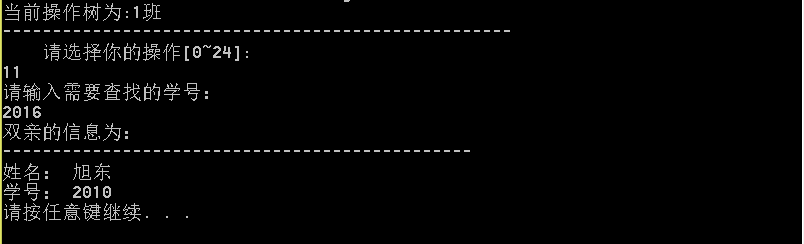 当前操作树为:1班
---------------------------------------------------
请选择你的操作[0~24]:
11
请输入需要查找的学号:
2016
双亲的信息为:
-----------------------------------------------
姓名: 旭东
学号: 2010
请按任意键继续. . .